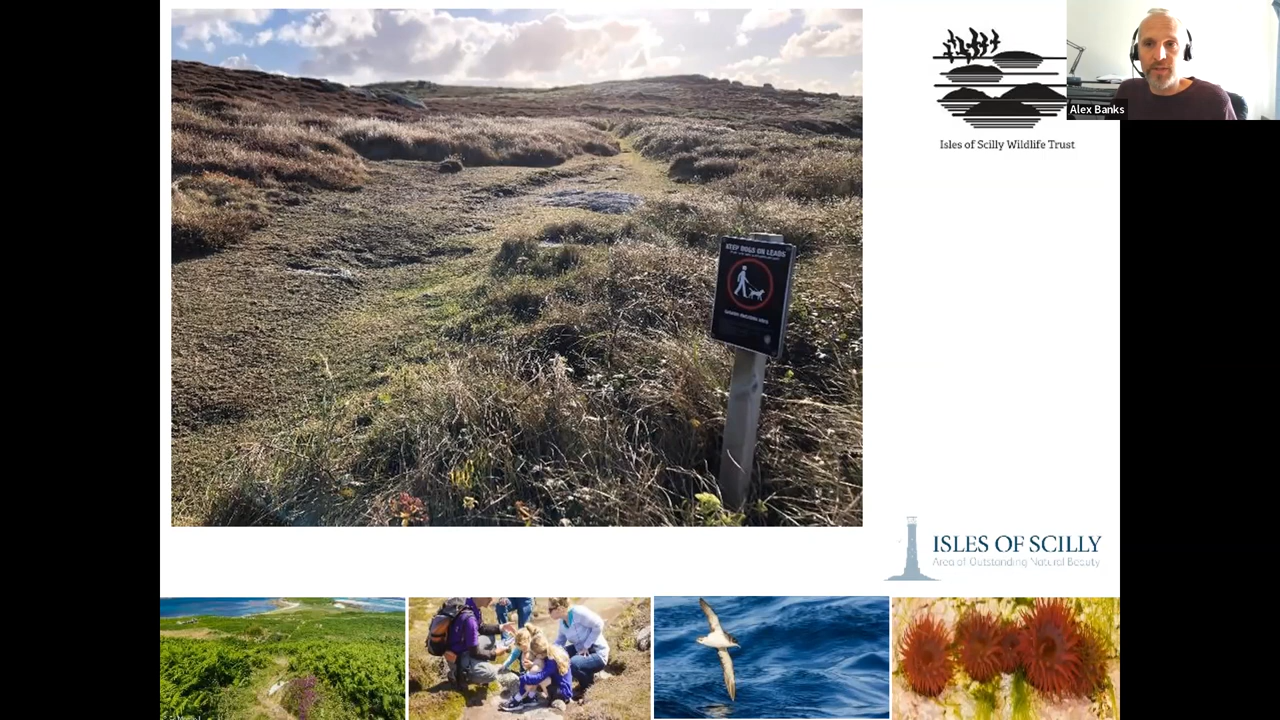 KEEP DOGS ON LEADS
Isles of Scilly Wildlife Trust
Alex Banks
ISLES OF SCILLY
Area of Outstanding Natural Beauty